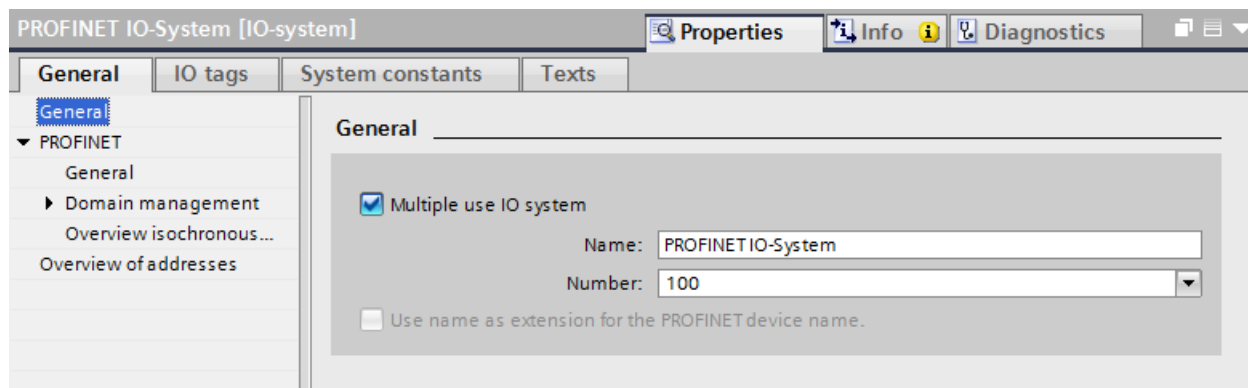 PROFINET IO-System [IO-system]
Properties
Info
Diagnostics
General
IO tags
System constants
Texts
General
PROFINET
General
Domain management
Overview isochronous...
Overview of addresses
General
Multiple use IO system
Name: PROFINET IO-System
Number: 100
Use name as extension for the PROFINET device name.